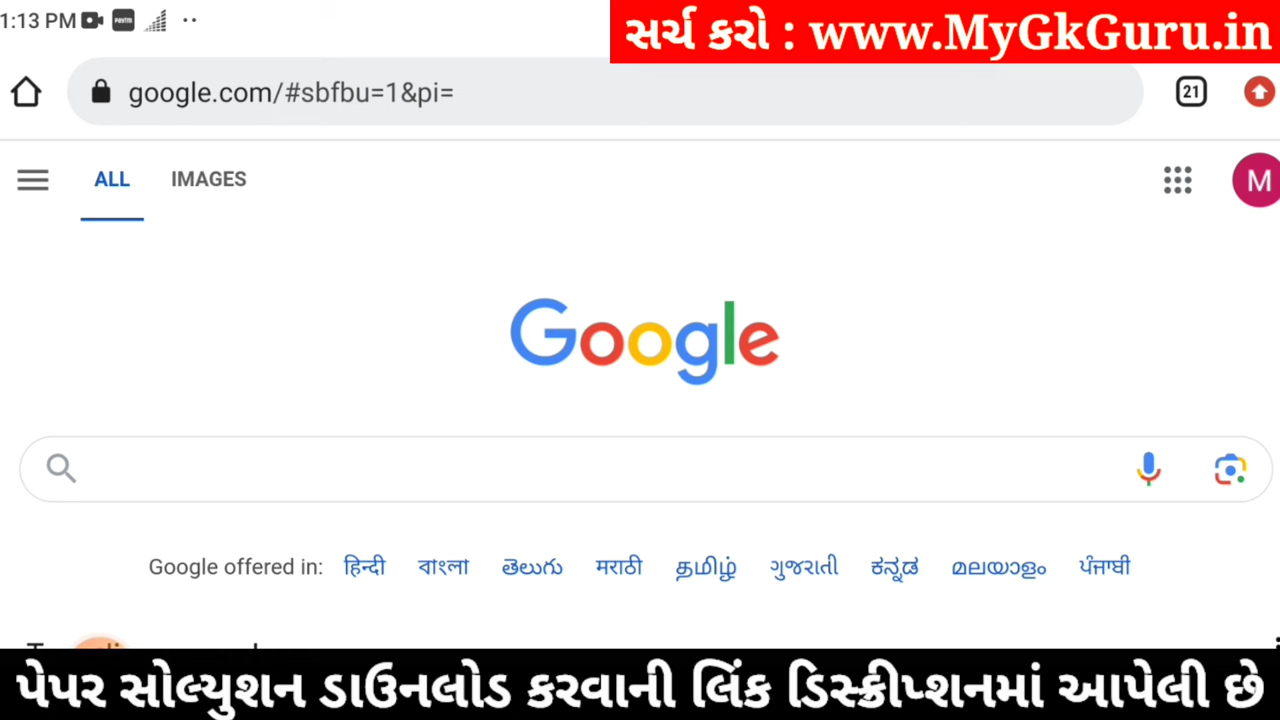 1:13 PM
સર્ચ કરો : www.MyGkGuru.in
google.com/#sbfbu=1&pi=
21
ALL IMAGES
M
Google
Google offered in: हिन्दी বাংলা తెలుగు मराठी தமிழ் ગુજરાતી ಕನ್ನಡ മലയാളം ਪੰਜਾਬੀ
પેપર સોલ્યુશન ડાઉનલોડ કરવાની લિંક ડિસ્ક્રીપ્શનમાં આપેલી છે